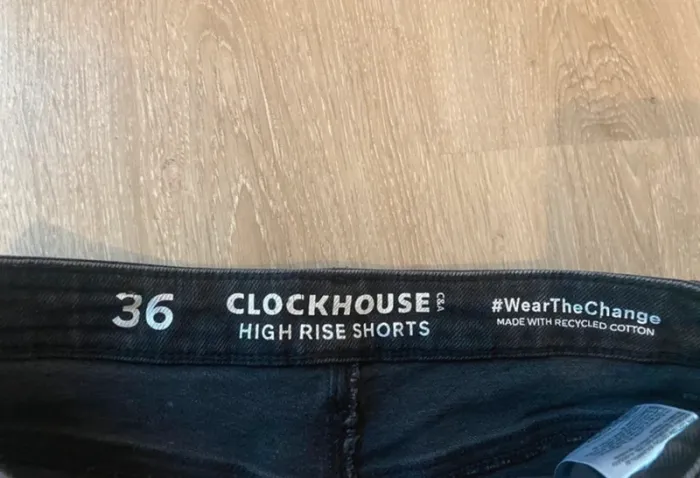 36
CLOCKHOUSE C&A
HIGH RISE SHORTS
#WearTheChange
MADE WITH RECYCLED COTTON